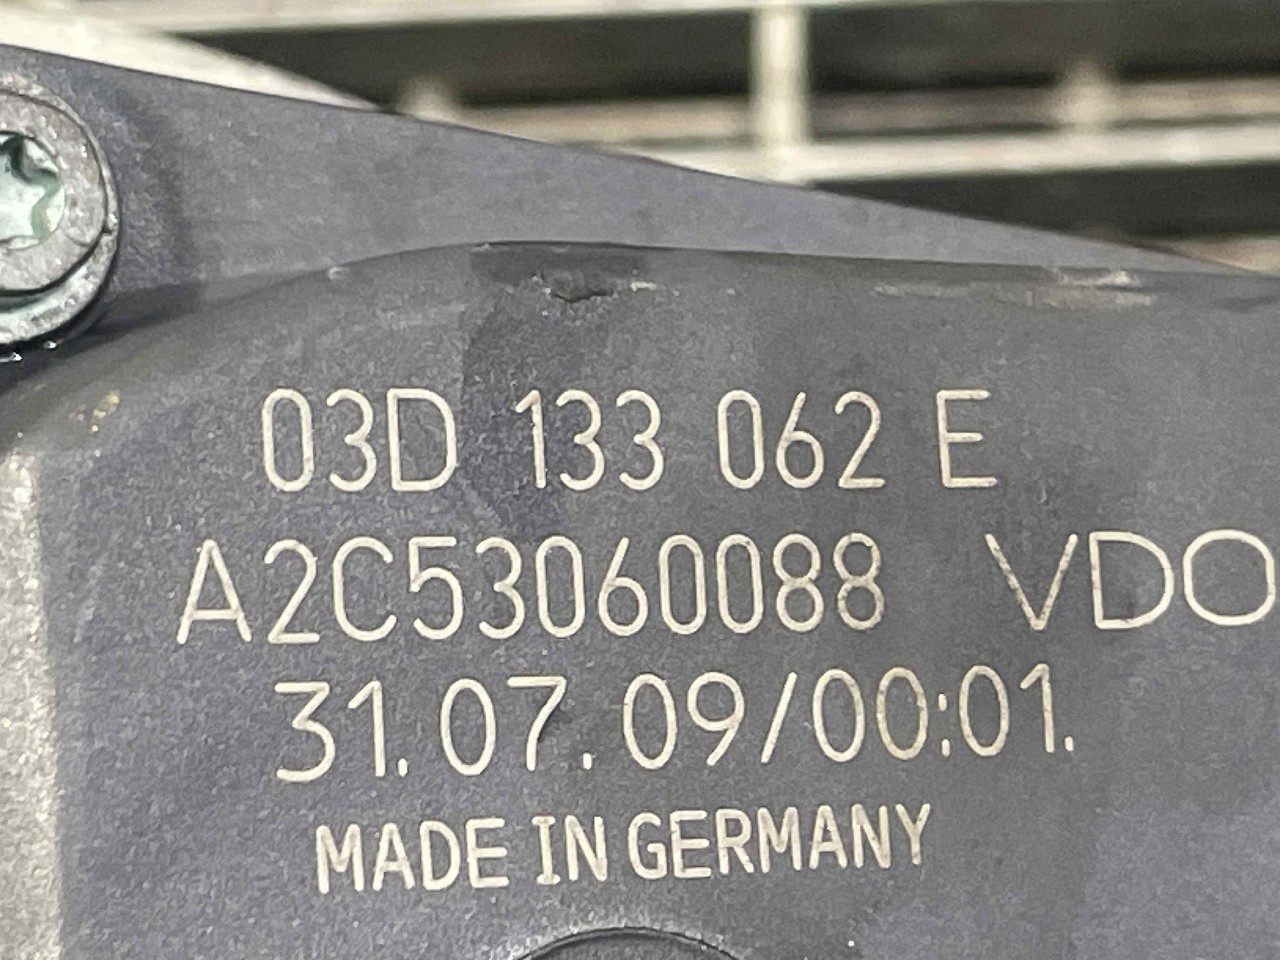 03D 133 062 E
A2C53060088 VDO
31.07.09/00:01.
MADE IN GERMANY